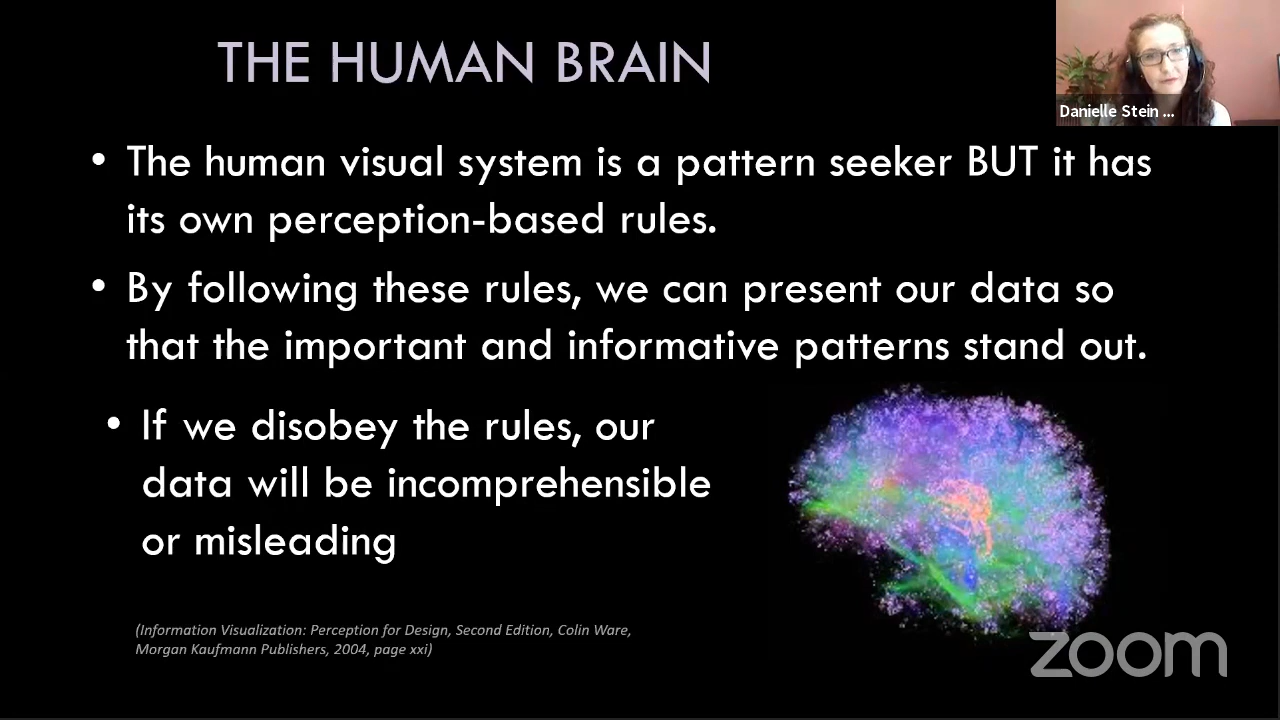 THE HUMAN BRAIN
Danielle Stein ...
• The human visual system is a pattern seeker BUT it has
its own perception-based rules.
• By following these rules, we can present our data so
that the important and informative patterns stand out.
• If we disobey the rules, our
data will be incomprehensible
or misleading
(Information Visualization: Perception for Design, Second Edition, Colin Ware,
Morgan Kaufmann Publishers, 2004, page xxi)
zoom